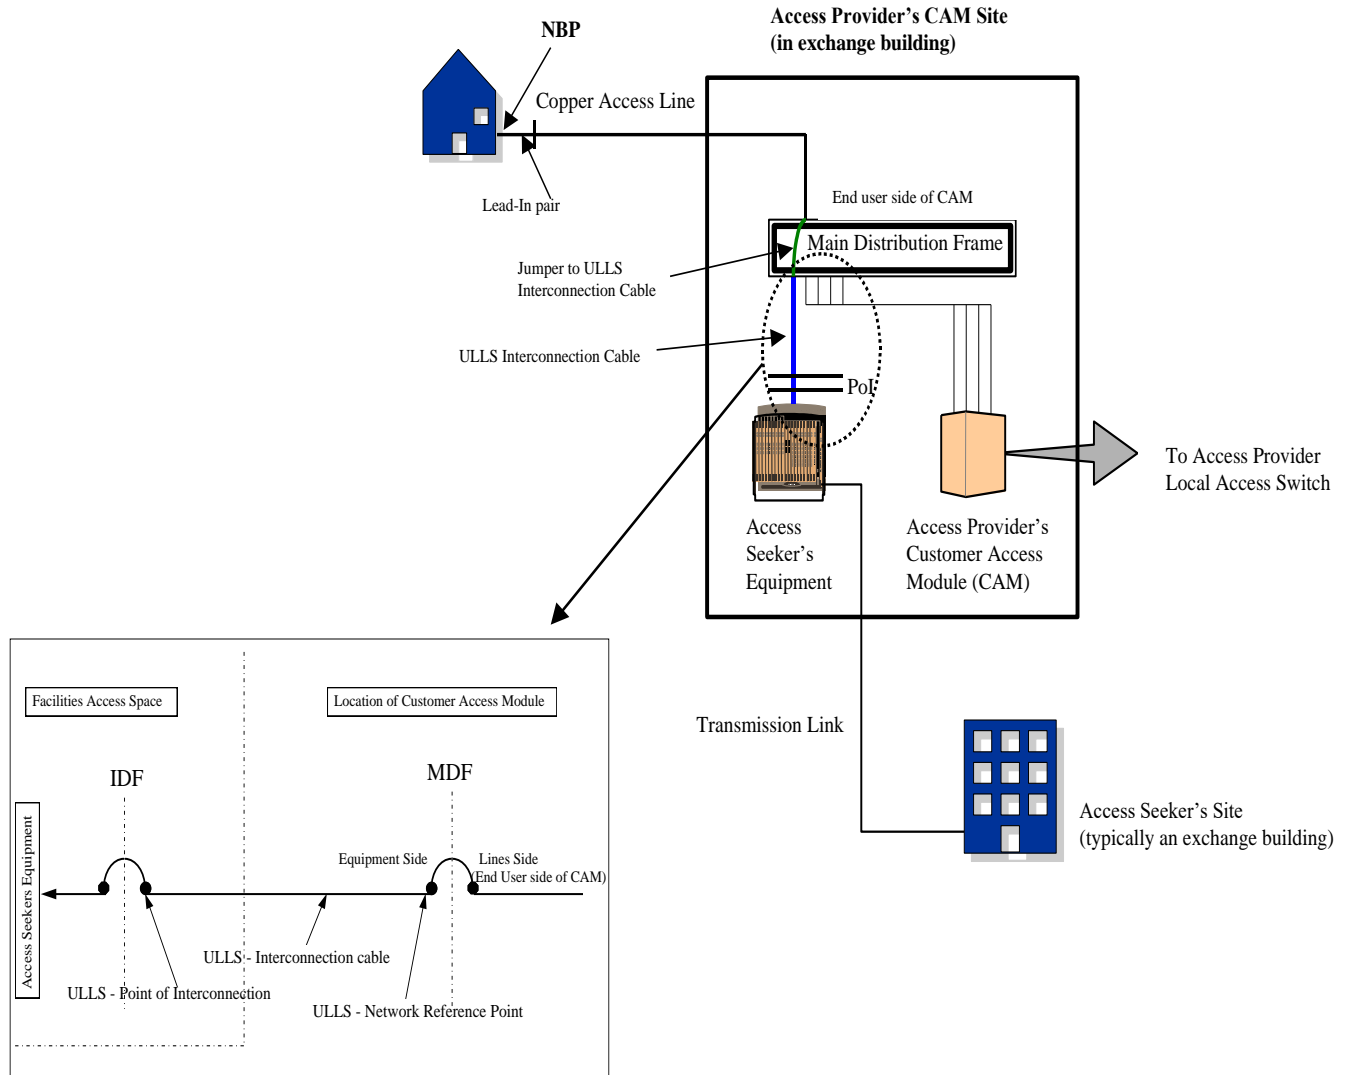 Access Provider's CAM Site
(in exchange building)
NBP
Copper Access Line
Lead-In pair
End user side of CAM
Main Distribution Frame
Jumper to ULLS
Interconnection Cable
ULLS Interconnection Cable
PoI
To Access Provider
Local Access Switch
Access
Seeker's
Equipment
Access Provider's
Customer Access
Module (CAM)
Transmission Link
Access Seeker's Site
(typically an exchange building)
Facilities Access Space
Location of Customer Access Module
IDF
MDF
Access Seekers Equipment
Equipment Side
Lines Side
(End User side of CAM)
ULLS - Interconnection cable
ULLS - Point of Interconnection
ULLS - Network Reference Point